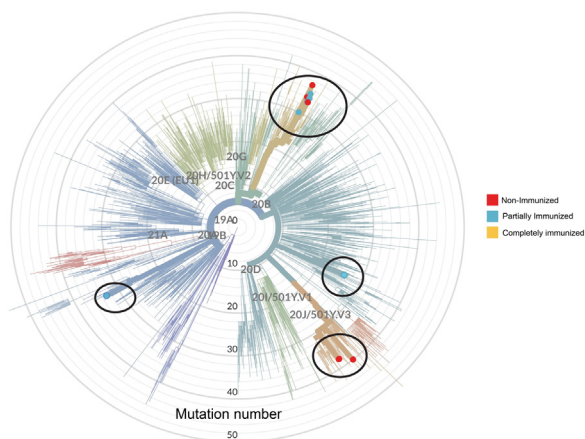 20G
20H/501Y.V2
20E (EU1)
20C
20B
19A
0
21A
19B
10
20D
20
20I/501Y.V1
20J/501Y.V3
30
40
Mutation number
50
Non-Immunized
Partially Immunized
Completely immunized